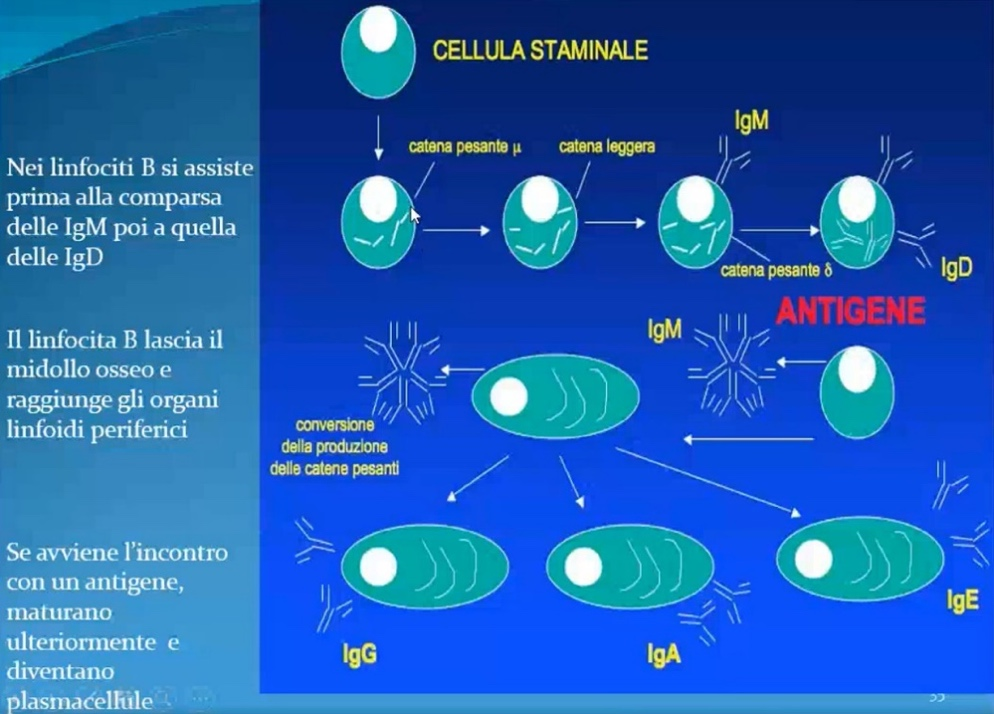 Nei linfociti B si assiste
prima alla comparsa
delle IgM poi a quella
delle IgD
Il linfocita B lascia il
midollo osseo e
raggiunge gli organi
linfoidi periferici
Se avviene l’incontro
con un antigene,
maturano
ulteriormente e
diventano
plasmacellule
CELLULA STAMINALE
catena pesante μ
catena leggera
IgM
catena pesante δ
IgD
ANTIGENE
IgM
conversione
della produzione
delle catene pesanti
IgG
IgA
IgE
35